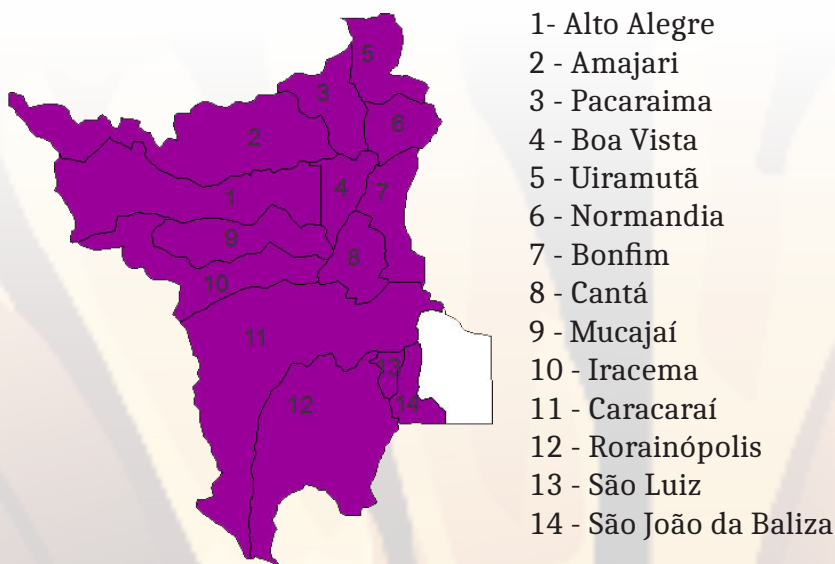 1- Alto Alegre
2 - Amajari
3 - Pacaraima
4 - Boa Vista
5 - Uiramutã
6 - Normandia
7 - Bonfim
8 - Cantá
9 - Mucajaí
10 - Iracema
11 - Caracaraí
12 - Rorainópolis
13 - São Luiz
14 - São João da Baliza
5
3
6
2
4
7
1
9
8
10
11
13
12
14